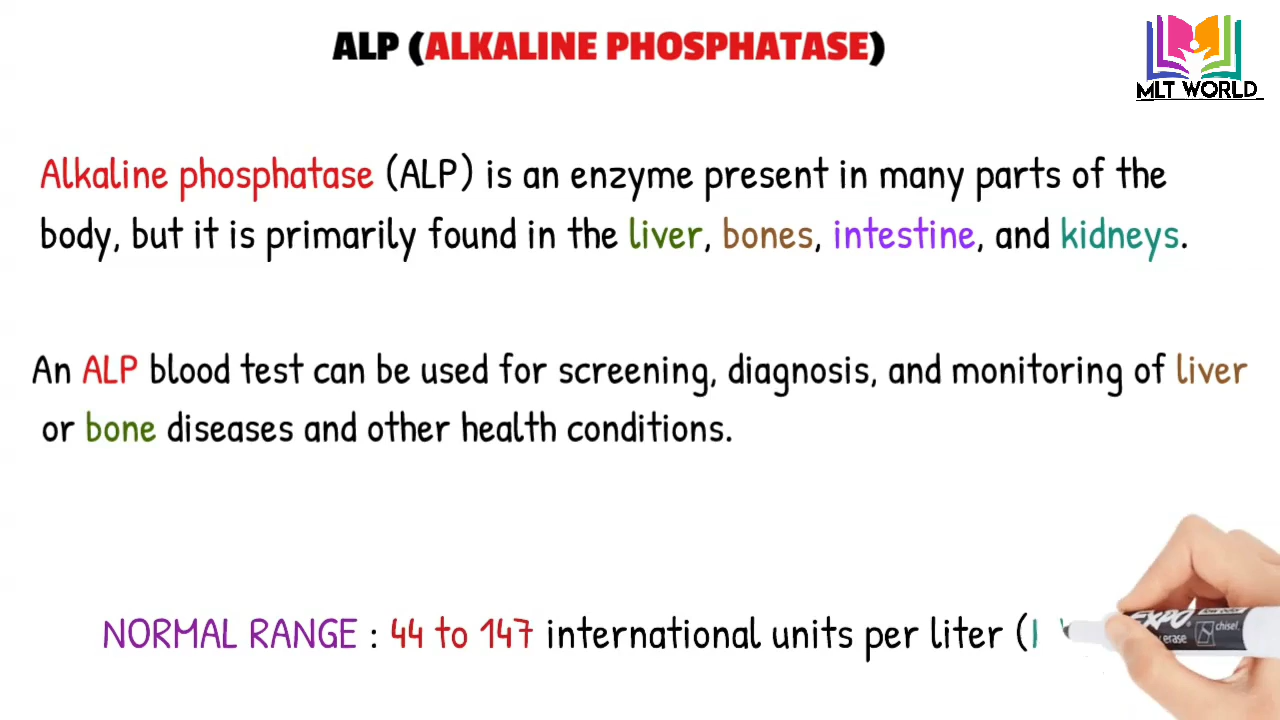 ALP (ALKALINE PHOSPHATASE)
MLT WORLD
Alkaline phosphatase (ALP) is an enzyme present in many parts of the
body, but it is primarily found in the liver, bones, intestine, and kidneys.
An ALP blood test can be used for screening, diagnosis, and monitoring of liver
or bone diseases and other health conditions.
NORMAL RANGE : 44 to 147 international units per liter (I
EXPO
erase
chisel